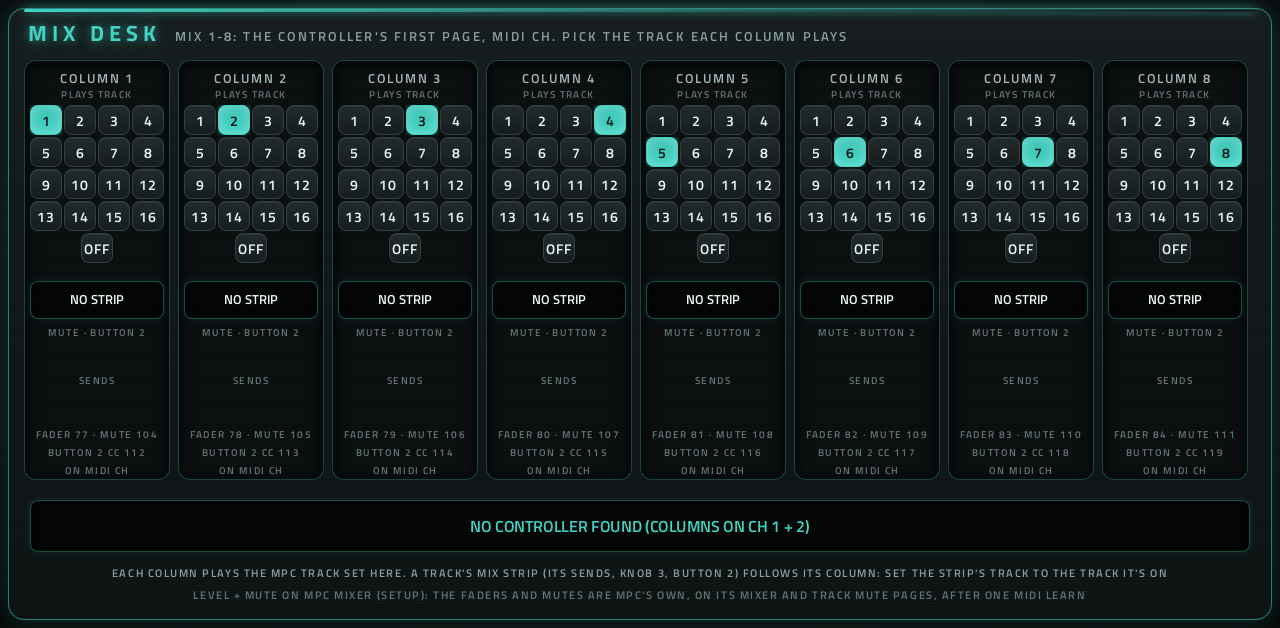 MIX DESK MIX 1-8: THE CONTROLLER'S FIRST PAGE, MIDI CH. PICK THE TRACK EACH COLUMN PLAYS
COLUMN 1 COLUMN 2 COLUMN 3 COLUMN 4 COLUMN 5 COLUMN 6 COLUMN 7 COLUMN 8
PLAYS TRACK PLAYS TRACK PLAYS TRACK PLAYS TRACK PLAYS TRACK PLAYS TRACK PLAYS TRACK PLAYS TRACK
1 2 3 4 1 2 3 4 1 2 3 4 1 2 3 4 1 2 3 4 1 2 3 4 1 2 3 4 1 2 3 4
5 6 7 8 5 6 7 8 5 6 7 8 5 6 7 8 5 6 7 8 5 6 7 8 5 6 7 8 5 6 7 8
9 10 11 12 9 10 11 12 9 10 11 12 9 10 11 12 9 10 11 12 9 10 11 12 9 10 11 12 9 10 11 12
13 14 15 16 13 14 15 16 13 14 15 16 13 14 15 16 13 14 15 16 13 14 15 16 13 14 15 16 13 14 15 16
OFF OFF OFF OFF OFF OFF OFF OFF
NO STRIP NO STRIP NO STRIP NO STRIP NO STRIP NO STRIP NO STRIP NO STRIP
MUTE · BUTTON 2 MUTE · BUTTON 2 MUTE · BUTTON 2 MUTE · BUTTON 2 MUTE · BUTTON 2 MUTE · BUTTON 2 MUTE · BUTTON 2 MUTE · BUTTON 2
SENDS SENDS SENDS SENDS SENDS SENDS SENDS SENDS
FADER 77 · MUTE 104 FADER 78 · MUTE 105 FADER 79 · MUTE 106 FADER 80 · MUTE 107 FADER 81 · MUTE 108 FADER 82 · MUTE 109 FADER 83 · MUTE 110 FADER 84 · MUTE 111
BUTTON 2 CC 112 BUTTON 2 CC 113 BUTTON 2 CC 114 BUTTON 2 CC 115 BUTTON 2 CC 116 BUTTON 2 CC 117 BUTTON 2 CC 118 BUTTON 2 CC 119
ON MIDI CH ON MIDI CH ON MIDI CH ON MIDI CH ON MIDI CH ON MIDI CH ON MIDI CH ON MIDI CH
NO CONTROLLER FOUND (COLUMNS ON CH 1 + 2)
EACH COLUMN PLAYS THE MPC TRACK SET HERE. A TRACK'S MIX STRIP (ITS SENDS, KNOB 3, BUTTON 2) FOLLOWS ITS COLUMN: SET THE STRIP'S TRACK TO THE TRACK IT'S ON
LEVEL + MUTE ON MPC MIXER (SETUP): THE FADERS AND MUTES ARE MPC'S OWN, ON ITS MIXER AND TRACK MUTE PAGES, AFTER ONE MIDI LEARN